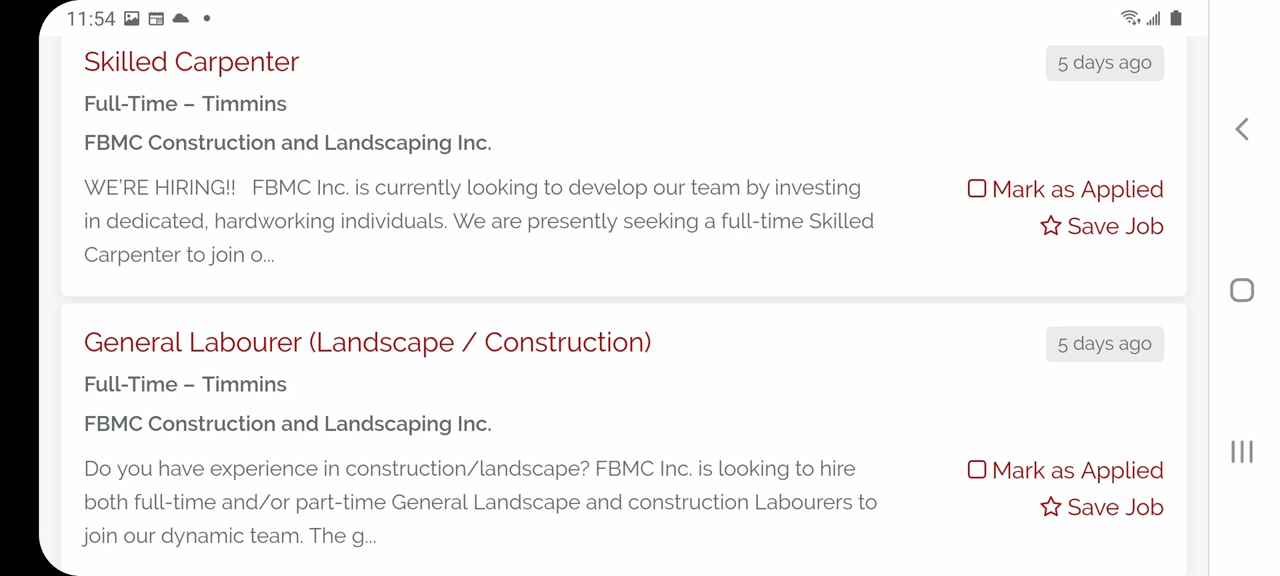 11:54
Skilled Carpenter
5 days ago
Full-Time – Timmins
FBMC Construction and Landscaping Inc.
WE'RE HIRING!! FBMC Inc. is currently looking to develop our team by investing
in dedicated, hardworking individuals. We are presently seeking a full-time Skilled
Carpenter to join o...
Mark as Applied
Save Job
General Labourer (Landscape / Construction)
5 days ago
Full-Time – Timmins
FBMC Construction and Landscaping Inc.
Do you have experience in construction/landscape? FBMC Inc. is looking to hire
both full-time and/or part-time General Landscape and construction Labourers to
join our dynamic team. The g...
Mark as Applied
Save Job